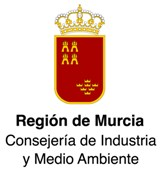 Región de Murcia
Consejería de Industria
y Medio Ambiente